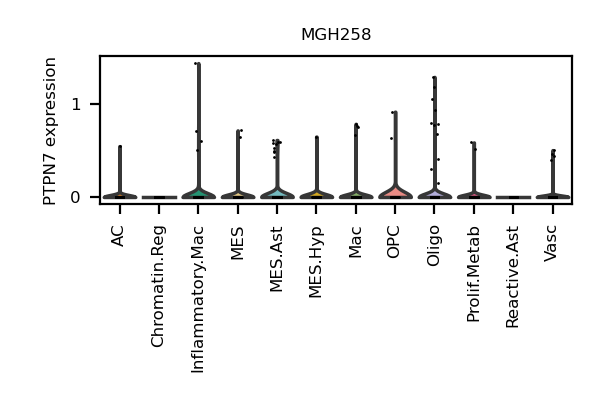 MGH258
PTPN7 expression
1
0
AC
Chromatin.Reg
Inflammatory.Mac
MES
MES.Ast
MES.Hyp
Mac
OPC
Oligo
Prolif.Metab
Reactive.Ast
Vasc